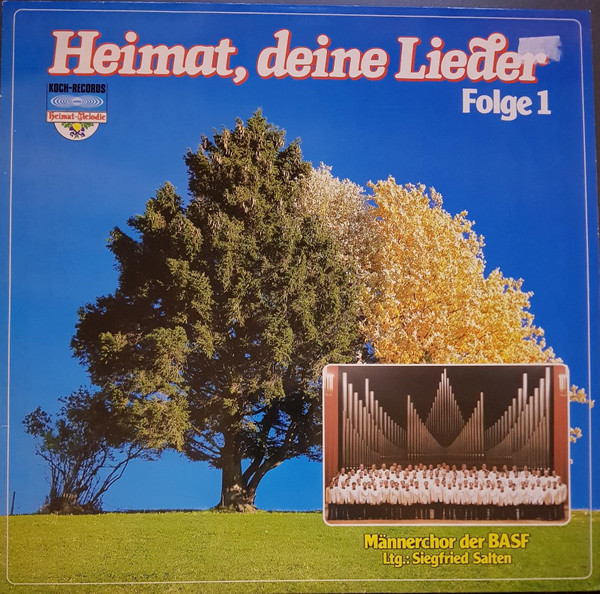 Heimat, deine Lieder
Folge 1
KOCH-RECORDS
Heimat-Melodie
Männerchor der BASF
Ltg.: Siegfried Salten